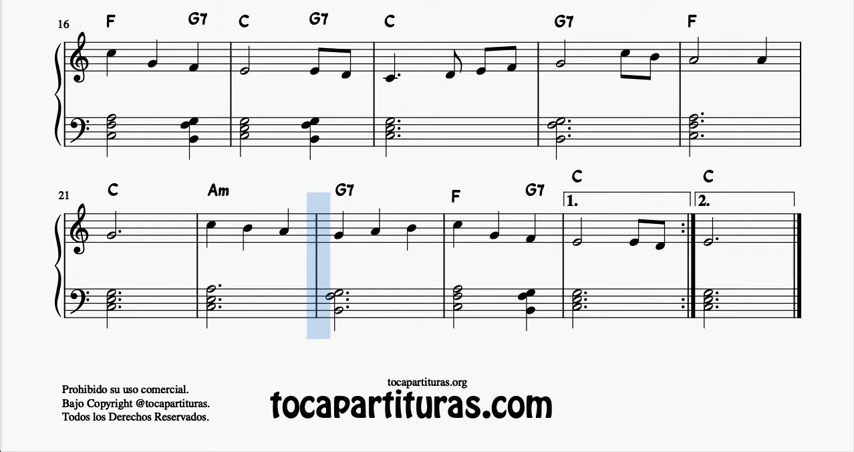 16 F G7 C G7 C G7 F
21 C Am G7 F G7 C C
1. 2.
tocapartituras.org
Prohibido su uso comercial.
Bajo Copyright @tocapartituras.
Todos los Derechos Reservados.
tocapartituras.com